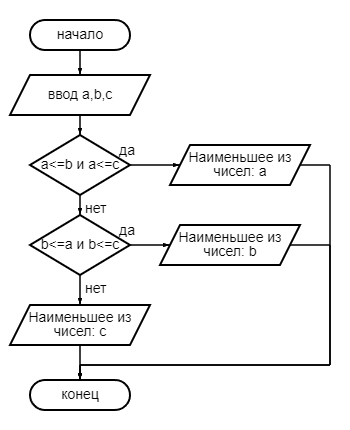 начало
ввод a,b,c
да
a<=b и a<=c
Наименьшее из
чисел: a
нет
да
b<=a и b<=c
Наименьшее из
чисел: b
нет
Наименьшее из
чисел: c
конец